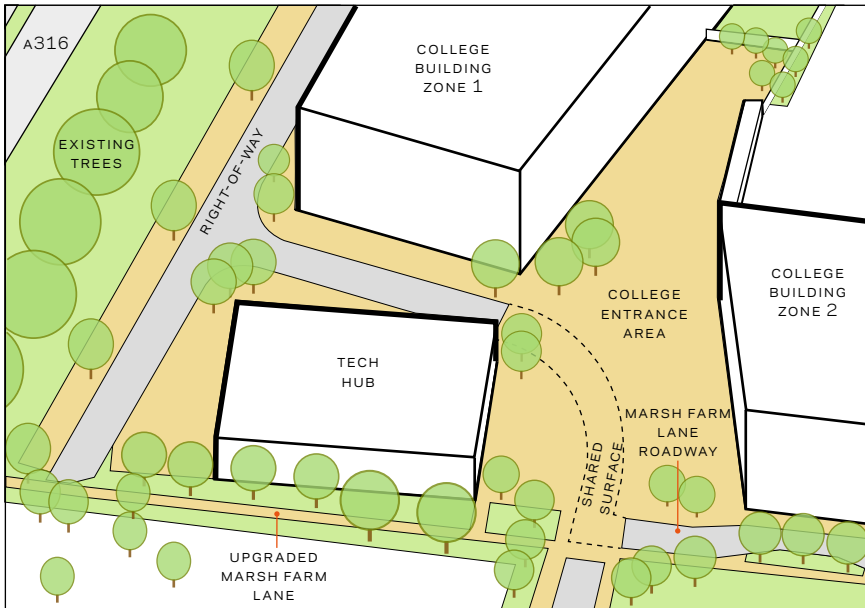 A316
COLLEGE
BUILDING
ZONE 1
EXISTING
TREES
RIGHT-OF-WAY
COLLEGE
BUILDING
ZONE 2
COLLEGE
ENTRANCE
AREA
TECH
HUB
MARSH FARM
LANE
ROADWAY
SHARED
SURFACE
UPGRADED
MARSH FARM
LANE